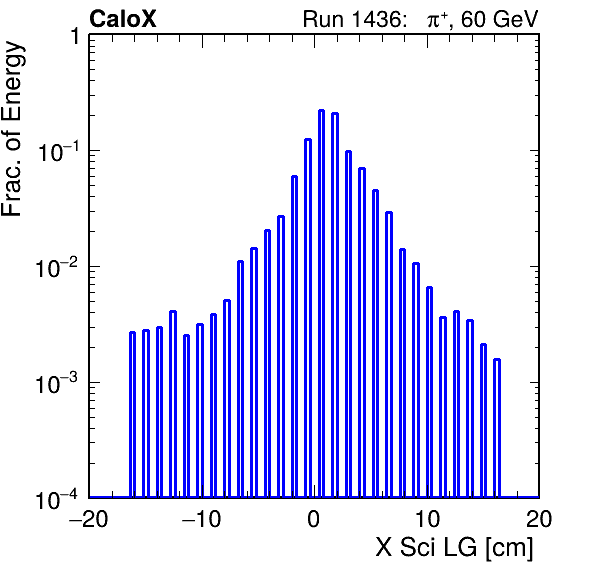 CaloX Run 1436: π⁺, 60 GeV
Frac. of Energy
1
10⁻¹
10⁻²
10⁻³
10⁻⁴
−20 −10 0 10 20
X Sci LG [cm]